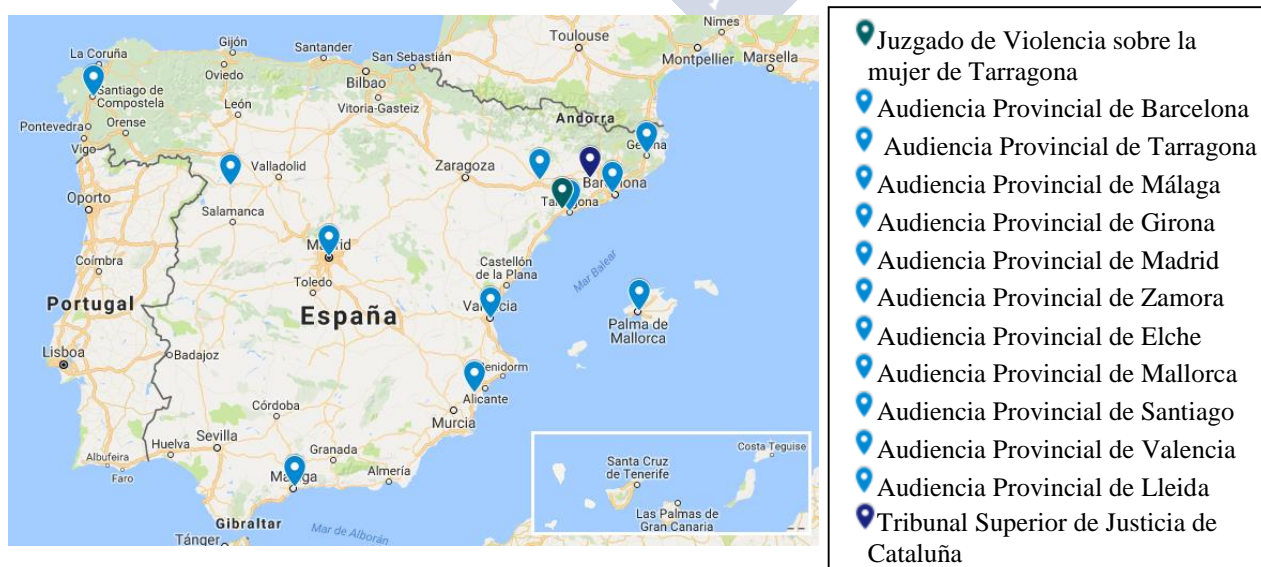 Nimes
Toulouse
Montpellier
Marsella
Gijón
Santander
La Coruña
San Sebastián
Oviedo
Bilbao
Santiago de
Compostela
León
Vitoria-Gasteiz
Pontevedra
Orense
Andorra
Vigo
Valladolid
Zaragoza
Barcelona
Oporto
Salamanca
Tarragona
Madrid
Coímbra
Castellón
de la Plana
Mar Balear
Toledo
Portugal
España
Valencia
Palma de
Mallorca
Lisboa
Badajoz
Benidorm
Alicante
Córdoba
Murcia
Huelva
Sevilla
Granada
Albufeira
Faro
Málaga
Almería
Costa Teguise
Santa Cruz
de Tenerife
Las Palmas de
Gran Canaria
Gibraltar
Mar de Alborán
Tánger
Juzgado de Violencia sobre la
mujer de Tarragona
Audiencia Provincial de Barcelona
Audiencia Provincial de Tarragona
Audiencia Provincial de Málaga
Audiencia Provincial de Girona
Audiencia Provincial de Madrid
Audiencia Provincial de Zamora
Audiencia Provincial de Elche
Audiencia Provincial de Mallorca
Audiencia Provincial de Santiago
Audiencia Provincial de Valencia
Audiencia Provincial de Lleida
Tribunal Superior de Justicia de
Cataluña